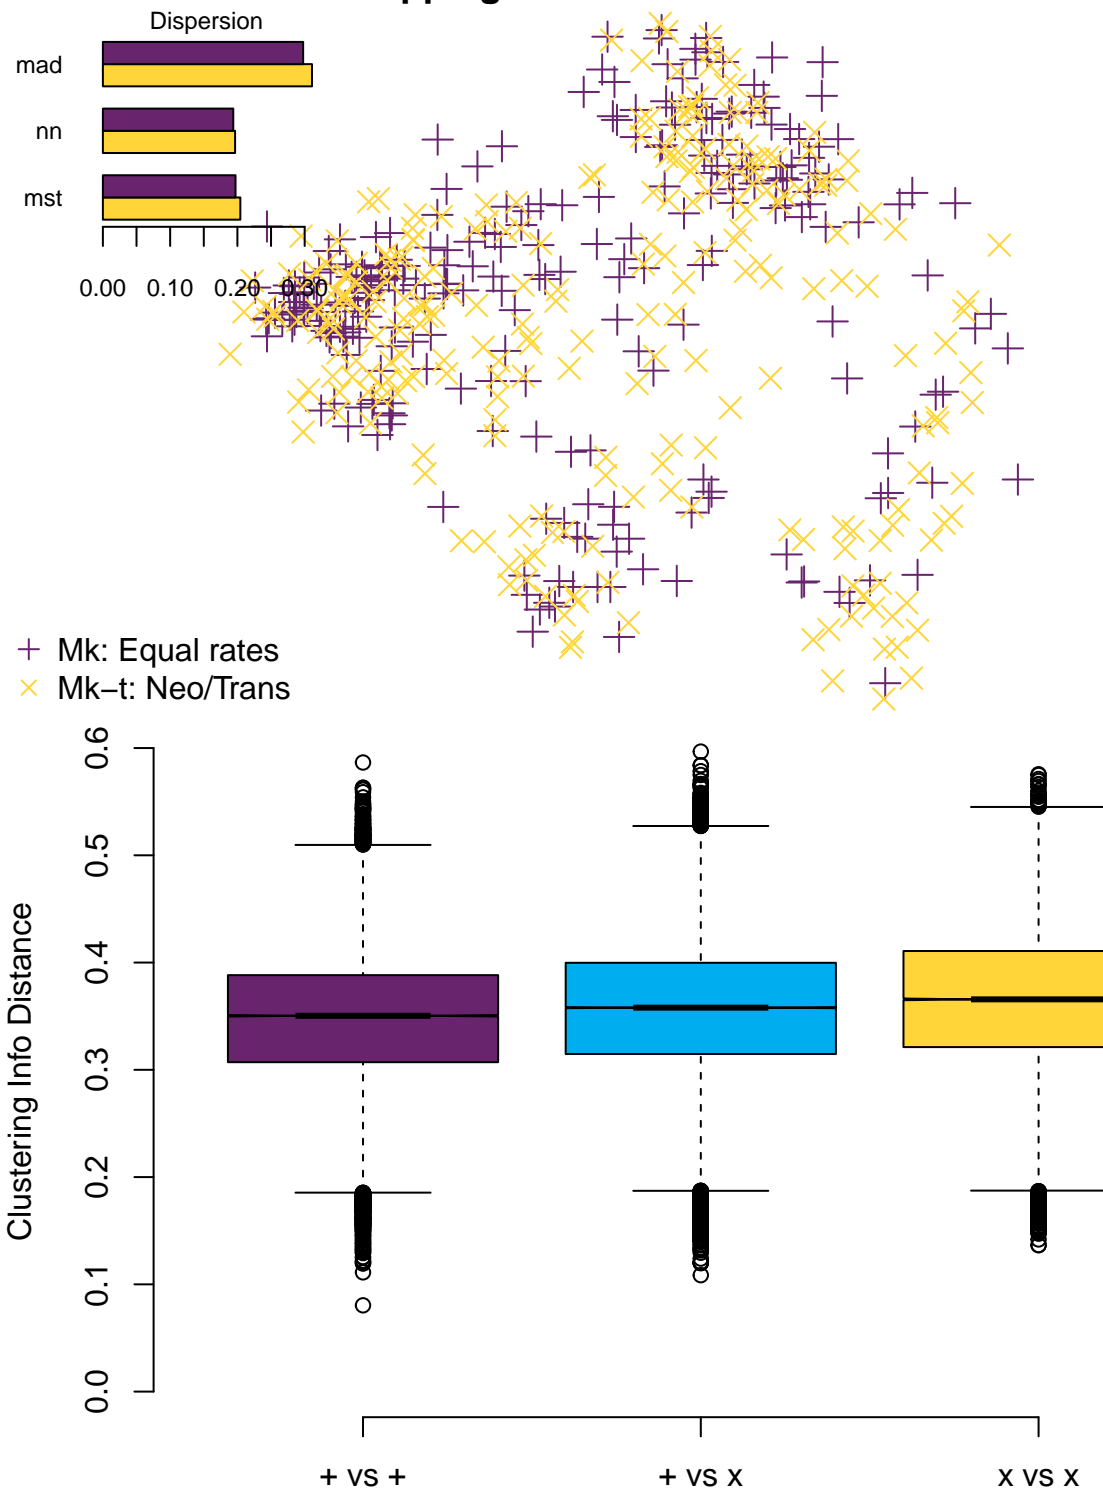 Dispersion
mad
nn
mst
0.00 0.10 0.20 0.30
+ Mk: Equal rates
× Mk−t: Neo/Trans
Clustering Info Distance
0.6
0.5
0.4
0.3
0.2
0.1
0.0
+ vs +
+ vs x
x vs x